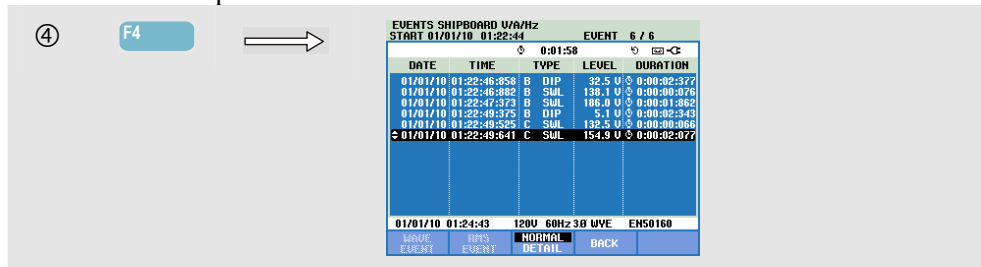 ④ F4
EVENTS SHIPBOARD V/A/Hz
START 01/01/10 01:22:44 EVENT 6 / 6
0:01:58
DATE TIME TYPE LEVEL DURATION
01/01/10 01:22:46:858 B DIP 32.5 V 0:00:02:377
01/01/10 01:22:46:882 B SWL 138.1 V 0:00:00:076
01/01/10 01:22:47:373 B SWL 186.0 V 0:00:01:862
01/01/10 01:22:49:375 B DIP 5.1 V 0:00:02:343
01/01/10 01:22:49:525 C SWL 132.5 V 0:00:00:066
01/01/10 01:22:49:641 C SWL 154.9 V 0:00:02:077
01/01/10 01:24:43 120V 60Hz 3Ø WYE EN50160
WAVE EVENT RMS EVENT NORMAL DETAIL BACK